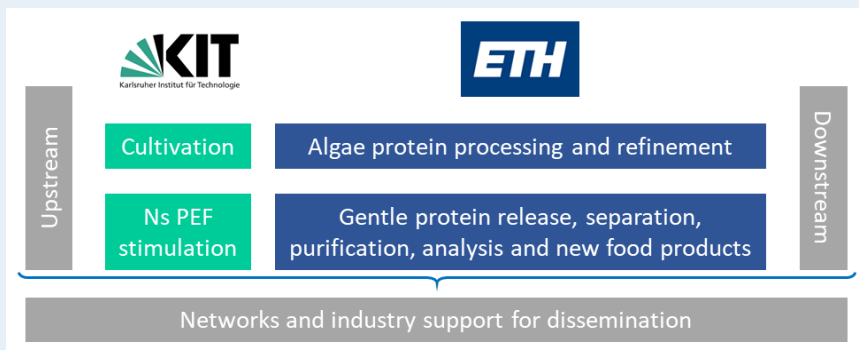 KIT
Karlsruher Institut für Technologie
ETH
Upstream
Cultivation
Algae protein processing and refinement
Downstream
Ns PEF
stimulation
Gentle protein release, separation,
purification, analysis and new food products
Networks and industry support for dissemination